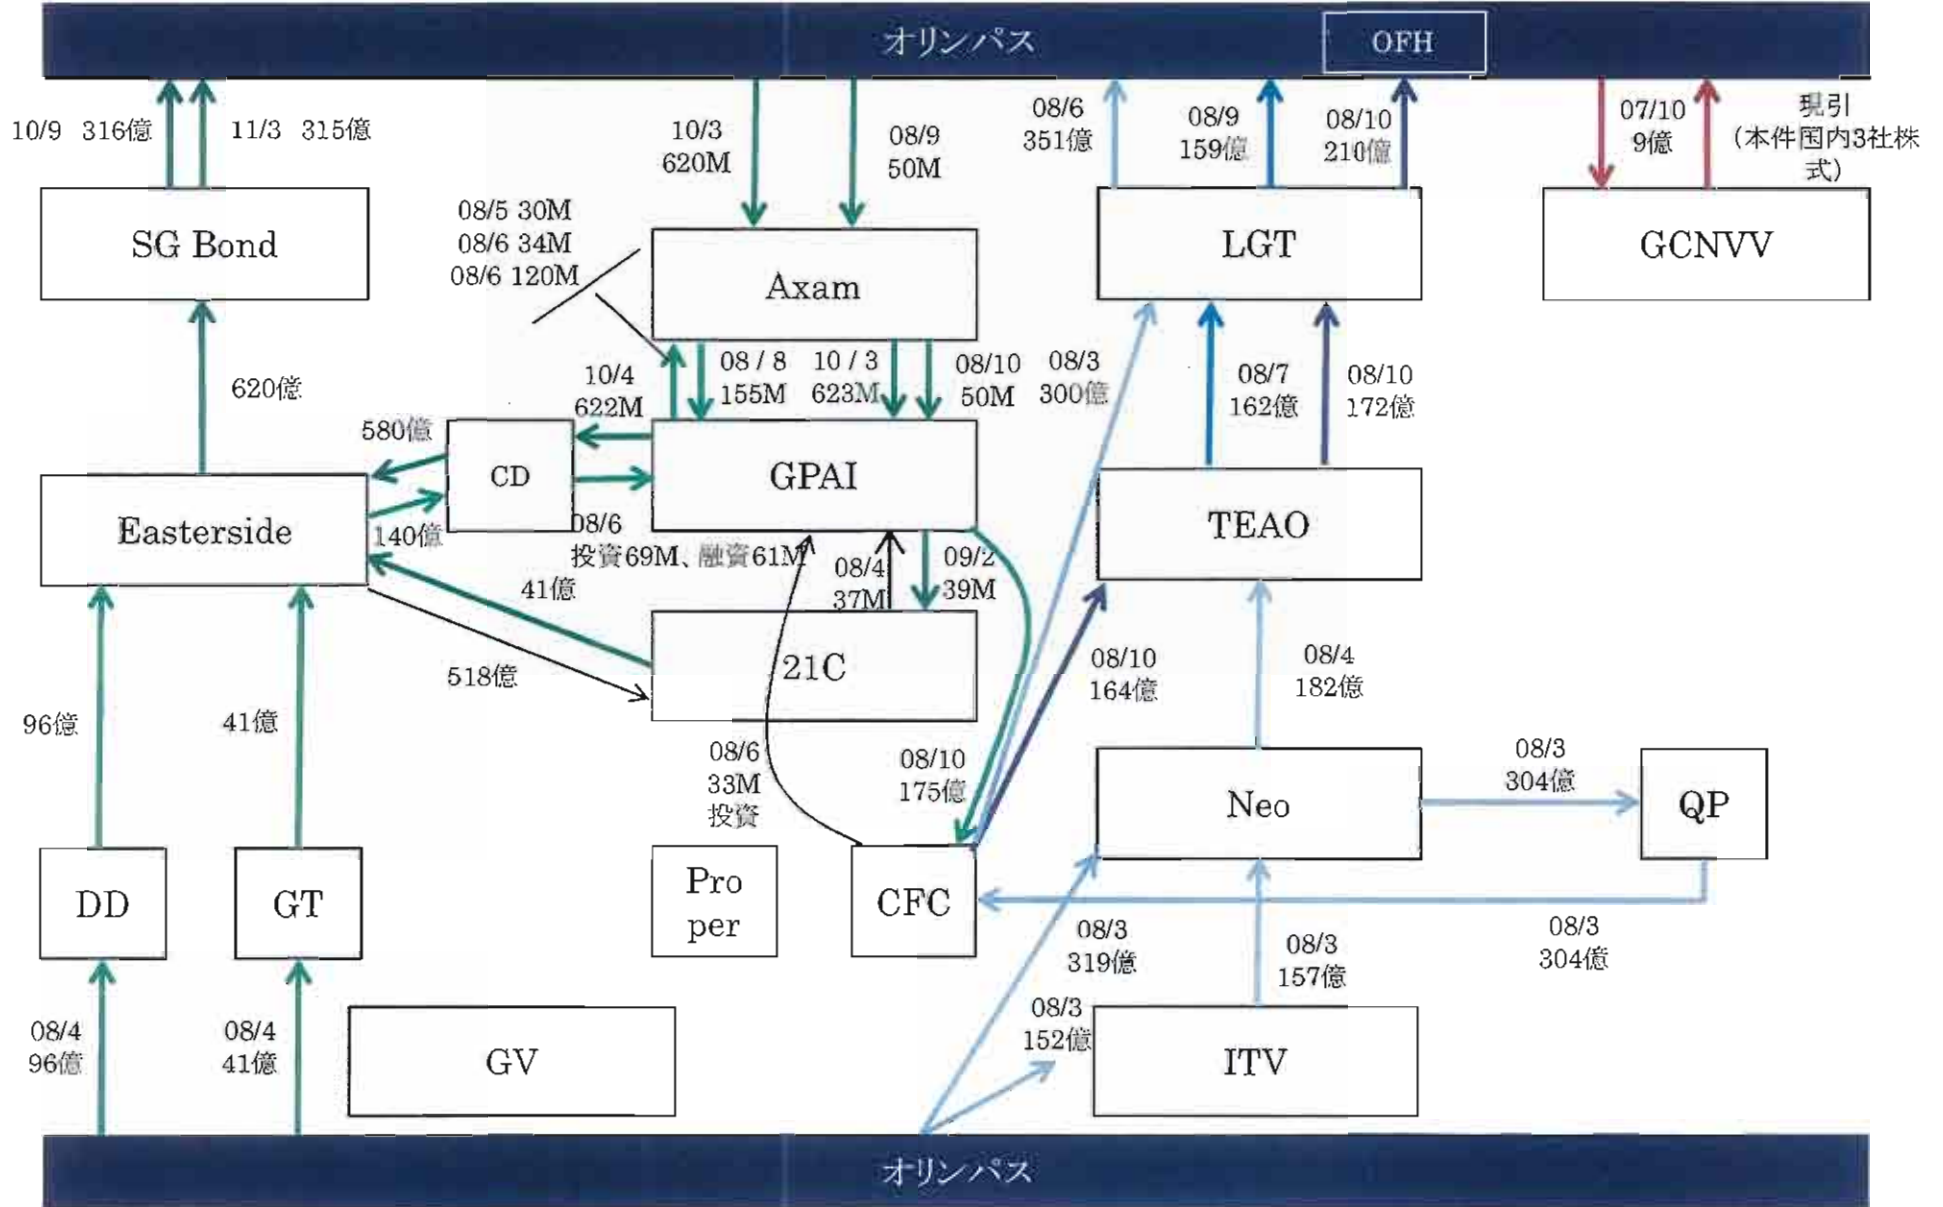 オリンパス
OFH
10/9 316億
11/3 315億
10/3
620M
08/9
50M
08/6
351億
08/9
159億
08/10
210億
07/10
9億
現引
(本件国内3社株
式)
SG Bond
08/5 30M
08/6 34M
08/6 120M
Axam
LGT
GCNVV
620億
10/4
622M
08 / 8
155M
10 / 3
623M
08/10
50M
08/3
300億
08/7
162億
08/10
172億
580億
CD
GPAI
Easterside
140億
TEAO
08/6
投資69M、融資61M
41億
08/4
37M
09/2
39M
518億
21C
08/10
164億
08/4
182億
96億
41億
08/6
33M
投資
08/10
175億
Neo
08/3
304億
QP
DD
GT
Pro
per
CFC
08/3
319億
08/3
157億
08/3
304億
08/4
96億
08/4
41億
GV
08/3
152億
ITV
オリンパス